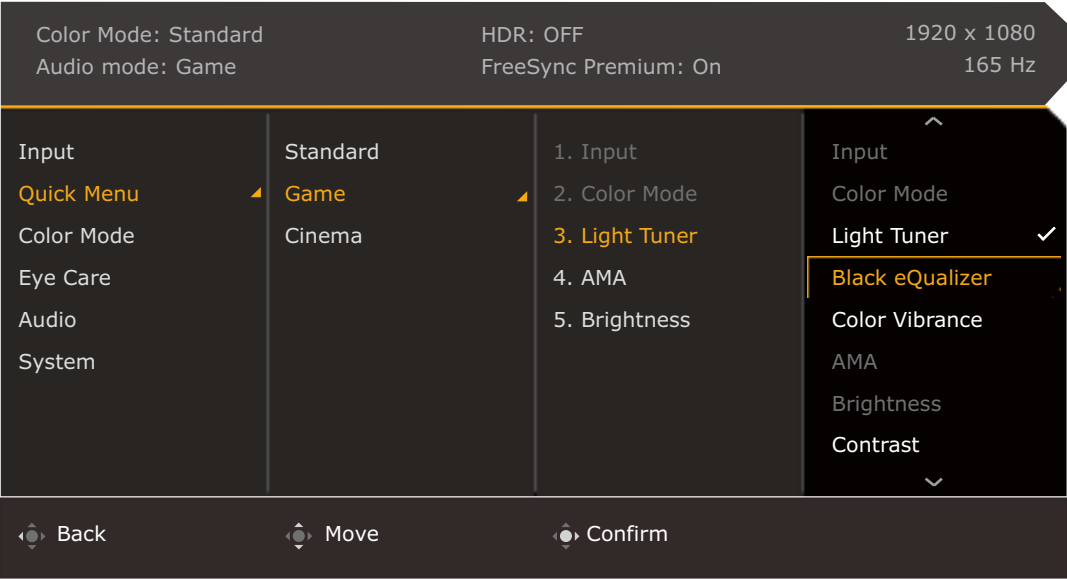 Color Mode: Standard
HDR: OFF
1920 x 1080
Audio mode: Game
FreeSync Premium: On
165 Hz
Input
Quick Menu
Color Mode
Eye Care
Audio
System
Standard
Game
Cinema
1. Input
2. Color Mode
3. Light Tuner
4. AMA
5. Brightness
Input
Color Mode
Light Tuner
Black eQualizer
Color Vibrance
AMA
Brightness
Contrast
Back
Move
Confirm